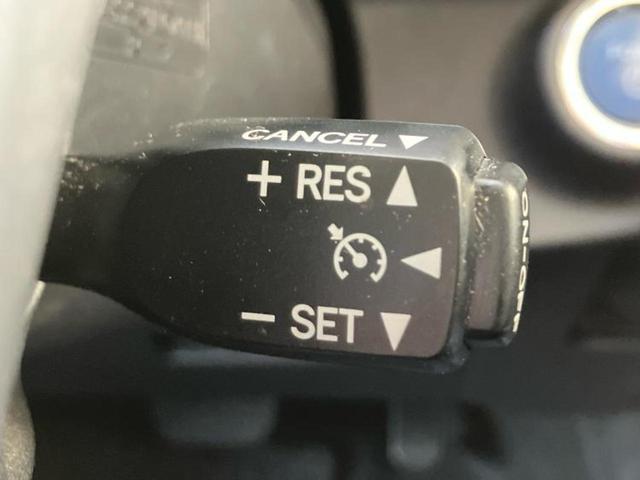 CANCEL ▼
+ RES ▲
◀
− SET ▼
ON-OFF